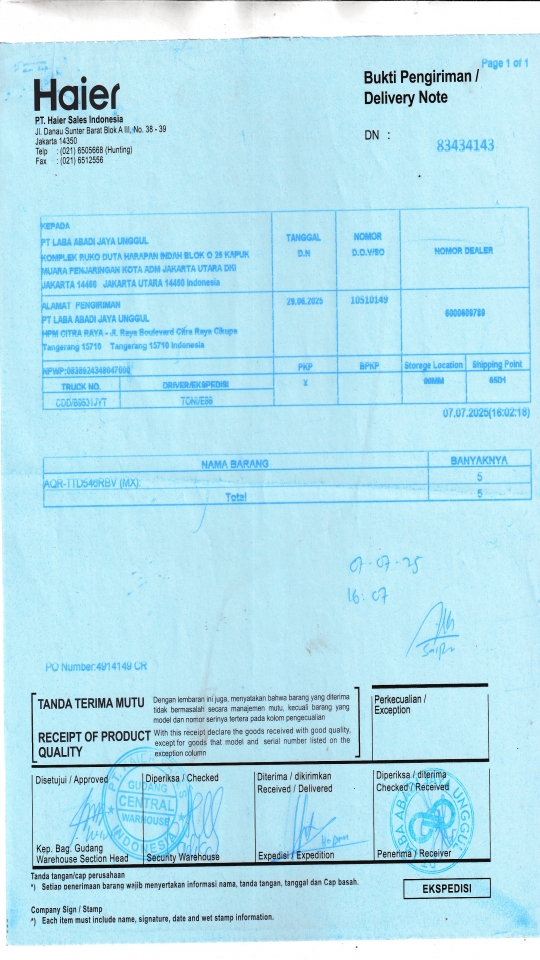 Page 1 of 1
Haier
Bukti Pengiriman /
Delivery Note
PT. Haier Sales Indonesia
Jl. Danau Sunter Barat Blok A III, No. 38 - 39
Jakarta 14350
Telp : (021) 6505668 (Hunting)
Fax : (021) 6512556
DN :
83434143
KEPADA
PT LABA ABADI JAYA UNGGUL
KOMPLEK RUKO DUTA HARAPAN INDAH BLOK O 26 KAPUK
MUARA PENJARINGAN KOTA ADM JAKARTA UTARA DKI
JAKARTA 14460 JAKARTA UTARA 14460 Indonesia
TANGGAL
D.N
NOMOR
D.O./SO
NOMOR DEALER
ALAMAT PENGIRIMAN
PT LABA ABADI JAYA UNGGUL
HPM CITRA RAYA - JL Raya Boulevard Citra Raya Cikupa
Tangerang 15710 Tangerang 15710 Indonesia
28.06.2025
10510149
PKP
BPKP
Storage Location
Shipping Point
TRUCK NO.
DRIVER/EKSPEDISI
X
TONI/E88
07.07.2025(16:02:18)
NAMA BARANG
BANYAKNYA
AQR-TTD546RBV (MX):
5
Total
5
07.07.25
16:07
PO Number:4914149 CR
TANDA TERIMA MUTU
Dengan lembaran ini juga, menyatakan bahwa barang yang diterima
tidak bermasalah secara manajemen mutu, kecuali barang yang
model dan nomor serinya tertera pada kolom pengecualian
RECEIPT OF PRODUCT
QUALITY
With this receipt declare the goods received with good quality,
except for goods that model and serial number listed on the
exception column
Perkecualian /
Exception
Disetujui / Approved
Diperiksa / Checked
Diterima / dikirimkan
Received / Delivered
Diperiksa / diterima
Checked / Received
GUDANG
CENTRAL
WAREHOUSE
INDONESIA
LABA ABADI JAYA UNGGUL
PT
Kep. Bag. Gudang
Warehouse Section Head
Security Warehouse
Expedisi / Expedition
Penerima / Receiver
Tanda tangan/cap perusahaan
*) Setiap penerimaan barang wajib menyertakan informasi nama, tanda tangan, tanggal dan Cap basah.
EKSPEDISI
Company Sign / Stamp
*) Each item must include name, signature, date and wet stamp information.